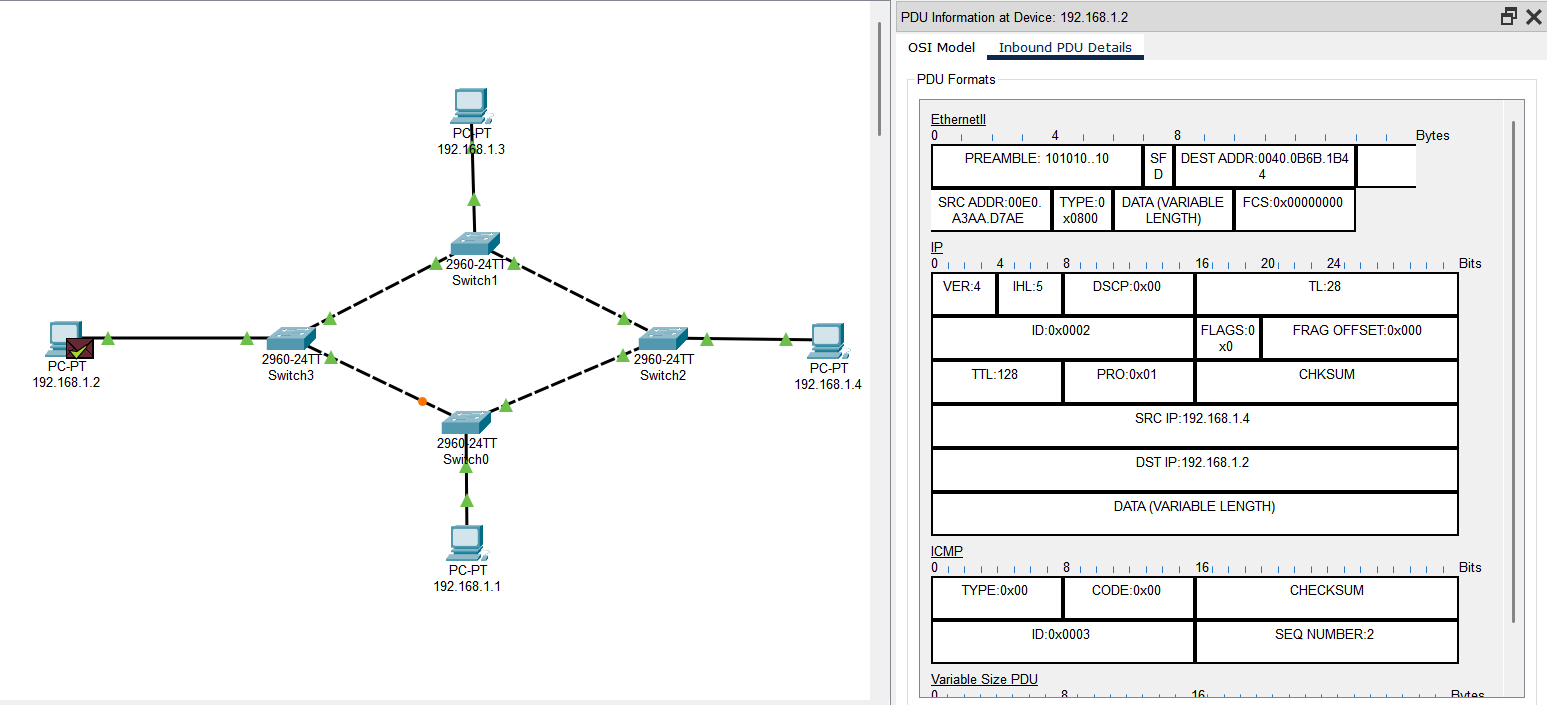 PC-PT
192.168.1.3
2960-24TT
Switch1
PC-PT
192.168.1.2
2960-24TT
Switch3
2960-24TT
Switch2
PC-PT
192.168.1.4
2960-24TT
Switch0
PC-PT
192.168.1.1
PDU Information at Device: 192.168.1.2
OSI Model Inbound PDU Details
PDU Formats
EthernetII
0 4 8 Bytes
PREAMBLE: 101010..10
SF
D
DEST ADDR:0040.0B6B.1B4
4
SRC ADDR:00E0.
A3AA.D7AE
TYPE:0
x0800
DATA (VARIABLE
LENGTH)
FCS:0x00000000
IP
0 4 8 16 20 24 Bits
VER:4 IHL:5 DSCP:0x00 TL:28
ID:0x0002
FLAGS:0
x0
FRAG OFFSET:0x000
TTL:128 PRO:0x01 CHKSUM
SRC IP:192.168.1.4
DST IP:192.168.1.2
DATA (VARIABLE LENGTH)
ICMP
0 8 16 Bits
TYPE:0x00 CODE:0x00 CHECKSUM
ID:0x0003 SEQ NUMBER:2
Variable Size PDU
0 8 16 Bytes